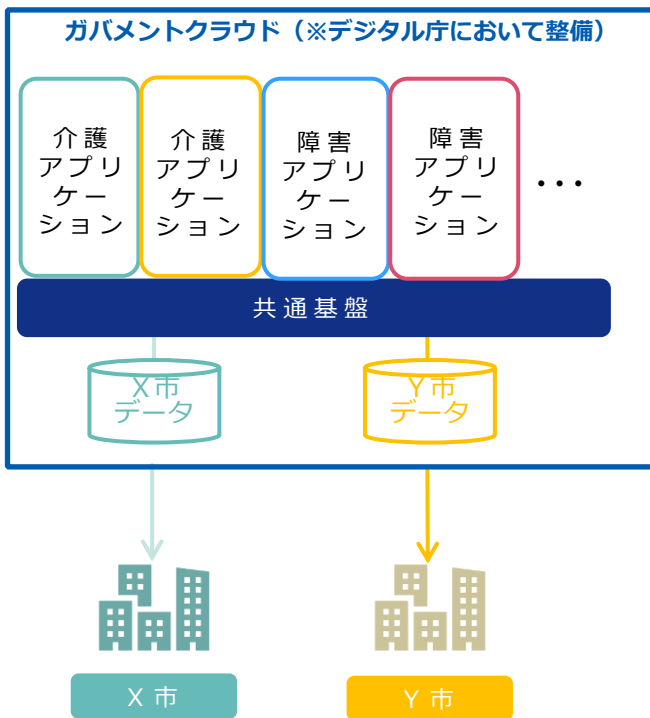 ガバメントクラウド（※デジタル庁において整備）
介護
アプリ
ケー
ション
介護
アプリ
ケー
ション
障害
アプリ
ケー
ション
障害
アプリ
ケー
ション
・・・
共通基盤
X市
データ
Y市
データ
X市
Y市